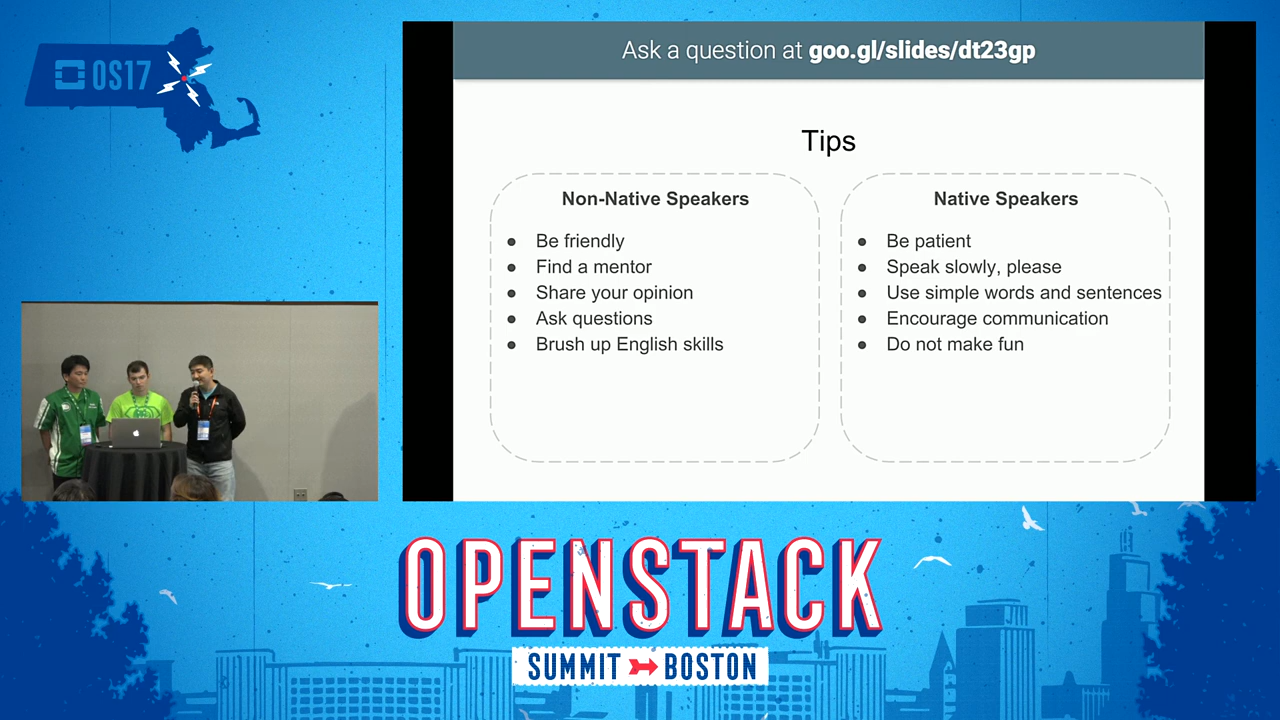 OS17
Ask a question at goo.gl/slides/dt23gp
Tips
Non-Native Speakers
• Be friendly
• Find a mentor
• Share your opinion
• Ask questions
• Brush up English skills
Native Speakers
• Be patient
• Speak slowly, please
• Use simple words and sentences
• Encourage communication
• Do not make fun
OPENSTACK
SUMMIT BOSTON